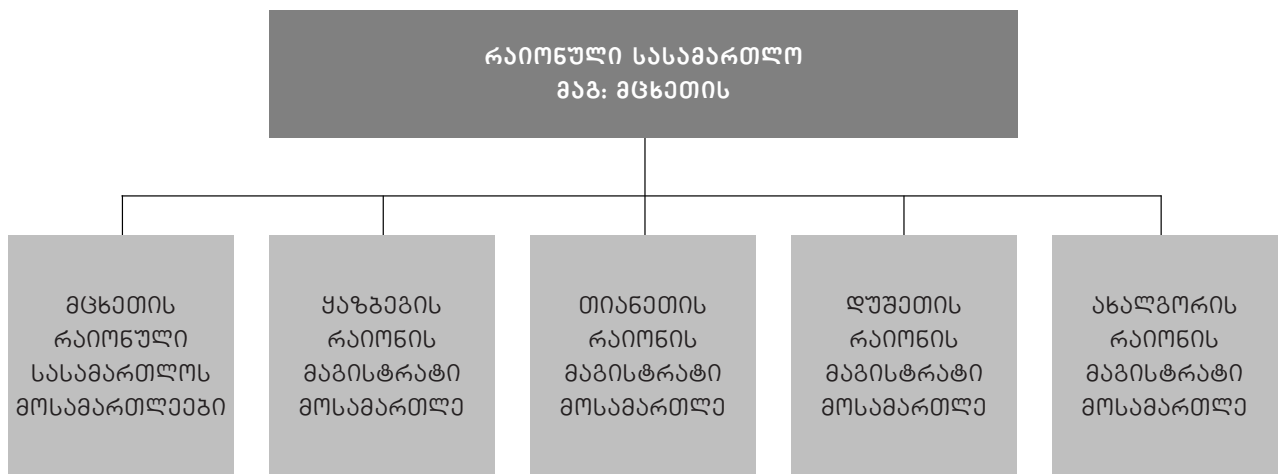 რაიონული სასამართლო
მაგ: მცხეთის
მცხეთის
რაიონული
სასამართლოს
მოსამართლეები
ყაზბეგის
რაიონის
მაგისტრატი
მოსამართლე
თიანეთის
რაიონის
მაგისტრატი
მოსამართლე
დუშეთის
რაიონის
მაგისტრატი
მოსამართლე
ახალგორის
რაიონის
მაგისტრატი
მოსამართლე